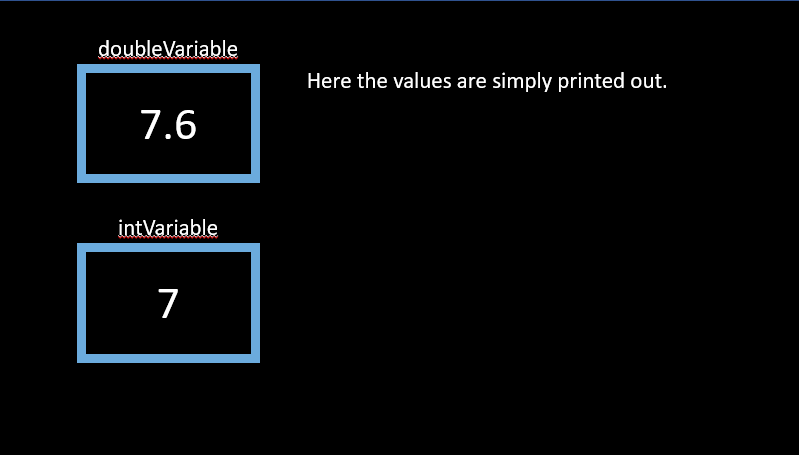 doubleVariable
7.6
Here the values are simply printed out.
intVariable
7